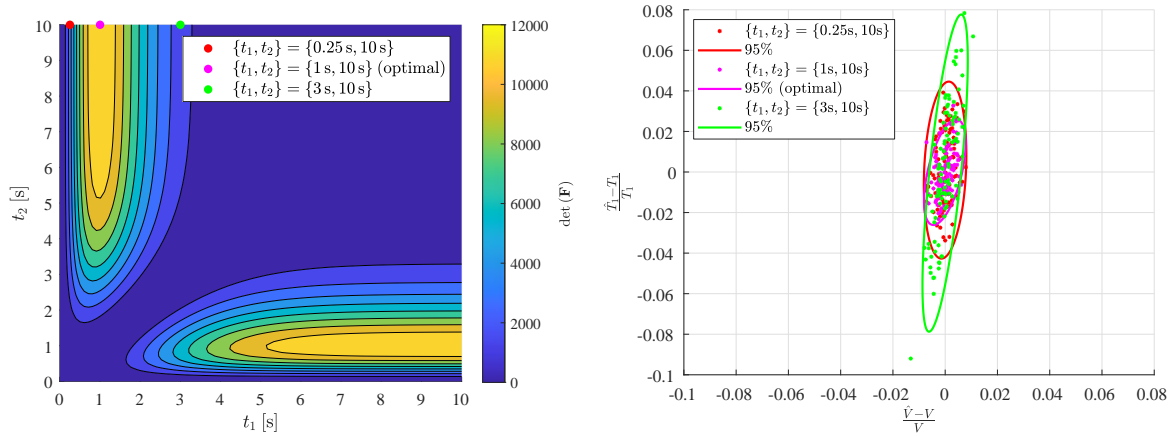 10
9
8
7
6
5
4
3
2
1
0
t₂ [s]
0 1 2 3 4 5 6 7 8 9 10
t₁ [s]
{t₁, t₂} = {0.25 s, 10 s}
{t₁, t₂} = {1 s, 10 s} (optimal)
{t₁, t₂} = {3 s, 10 s}
12000
10000
8000
6000
4000
2000
0
det (F)
0.08
0.06
0.04
0.02
0
-0.02
-0.04
-0.06
-0.08
-0.1
T̂₁−T₁
T₁
-0.1 -0.08 -0.06 -0.04 -0.02 0 0.02 0.04 0.06 0.08
V̂−V
V
{t₁, t₂} = {0.25s, 10s}
95%
{t₁, t₂} = {1s, 10s}
95% (optimal)
{t₁, t₂} = {3s, 10s}
95%